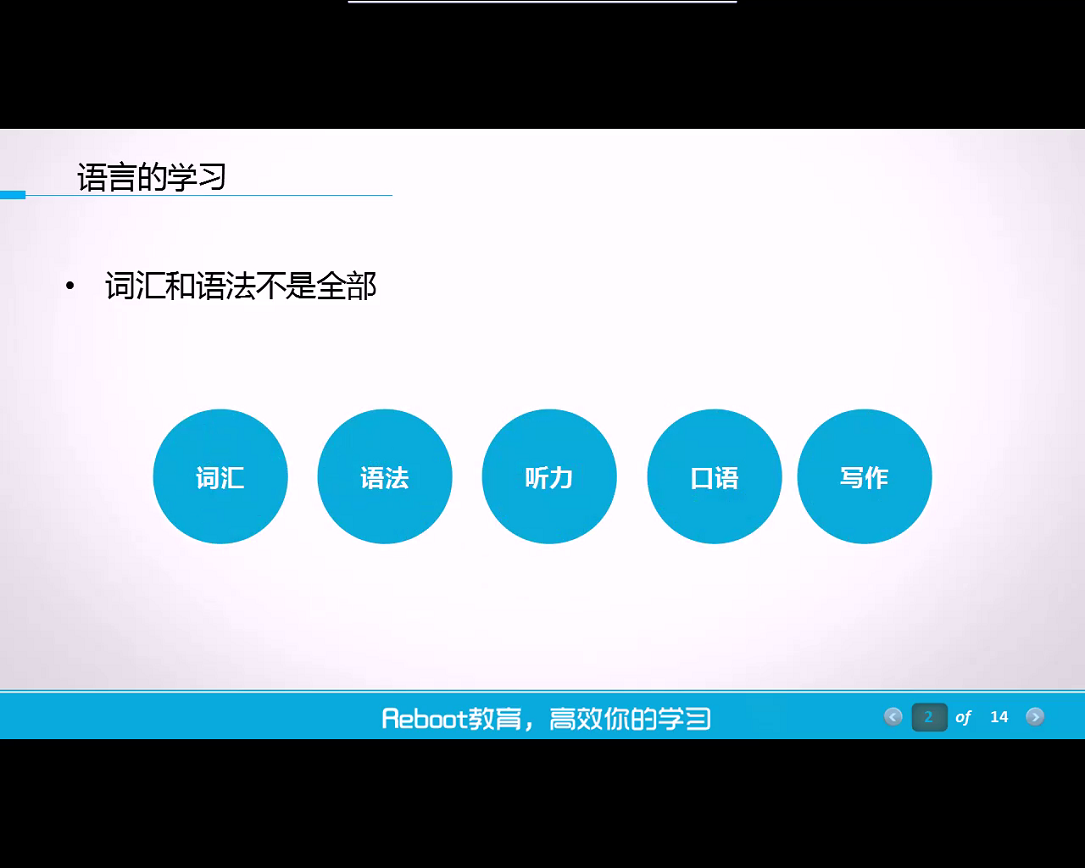 语言的学习
• 词汇和语法不是全部
词汇 语法 听力 口语 写作
Reboot教育，高效你的学习
2 of 14